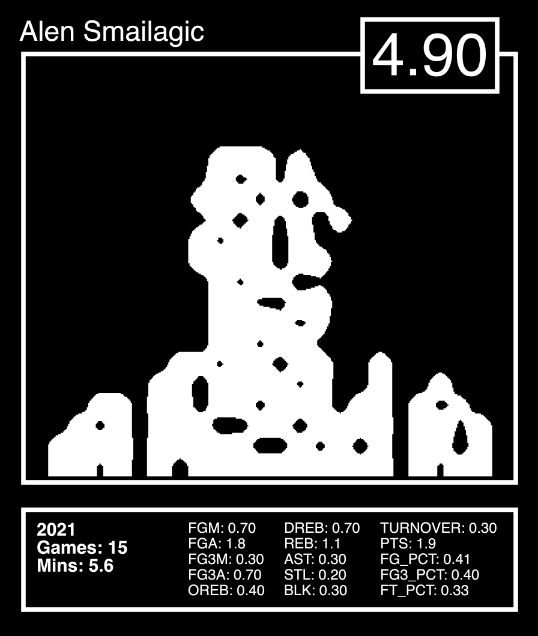 Alen Smailagic
4.90
2021
Games: 15
Mins: 5.6
FGM: 0.70
FGA: 1.8
FG3M: 0.30
FG3A: 0.70
OREB: 0.40
DREB: 0.70
REB: 1.1
AST: 0.30
STL: 0.20
BLK: 0.30
TURNOVER: 0.30
PTS: 1.9
FG_PCT: 0.41
FG3_PCT: 0.40
FT_PCT: 0.33